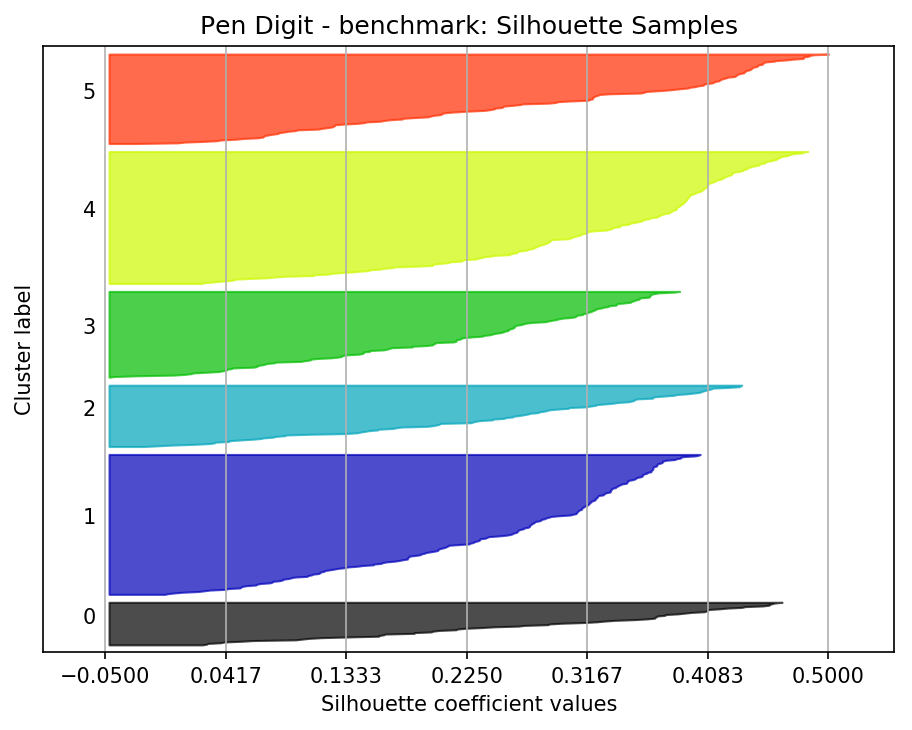 Pen Digit - benchmark: Silhouette Samples
5
4
3
2
1
0
Cluster label
−0.0500 0.0417 0.1333 0.2250 0.3167 0.4083 0.5000
Silhouette coefficient values